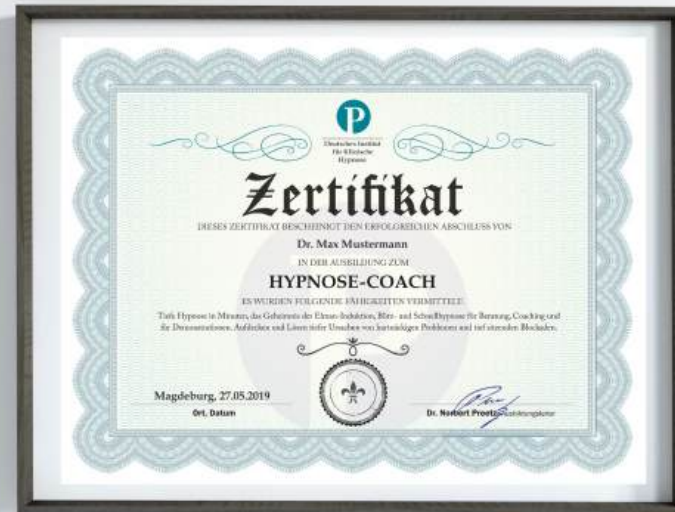 P
Deutsches Institut
für Klinische
Hypnose
Zertifikat
DIESES ZERTIFIKAT BESCHEINIGT DEN ERFOLGREICHEN ABSCHLUSS VON
Dr. Max Mustermann
IN DER AUSBILDUNG ZUM
HYPNOSE-COACH
ES WURDEN FOLGENDE FÄHIGKEITEN VERMITTELT:
Tiefe Hypnose in Minuten, das Geheimnis der Elman-Induktion, Blitz- und Schnellhypnose für Beratung, Coaching und
für Demonstrationen. Aufdecken und Lösen tiefer Ursachen von hartnäckigen Problemen und tief sitzenden Blockaden.
Magdeburg, 27.05.2019
Ort, Datum
Dr. Norbert Preetz, Ausbildungsleiter